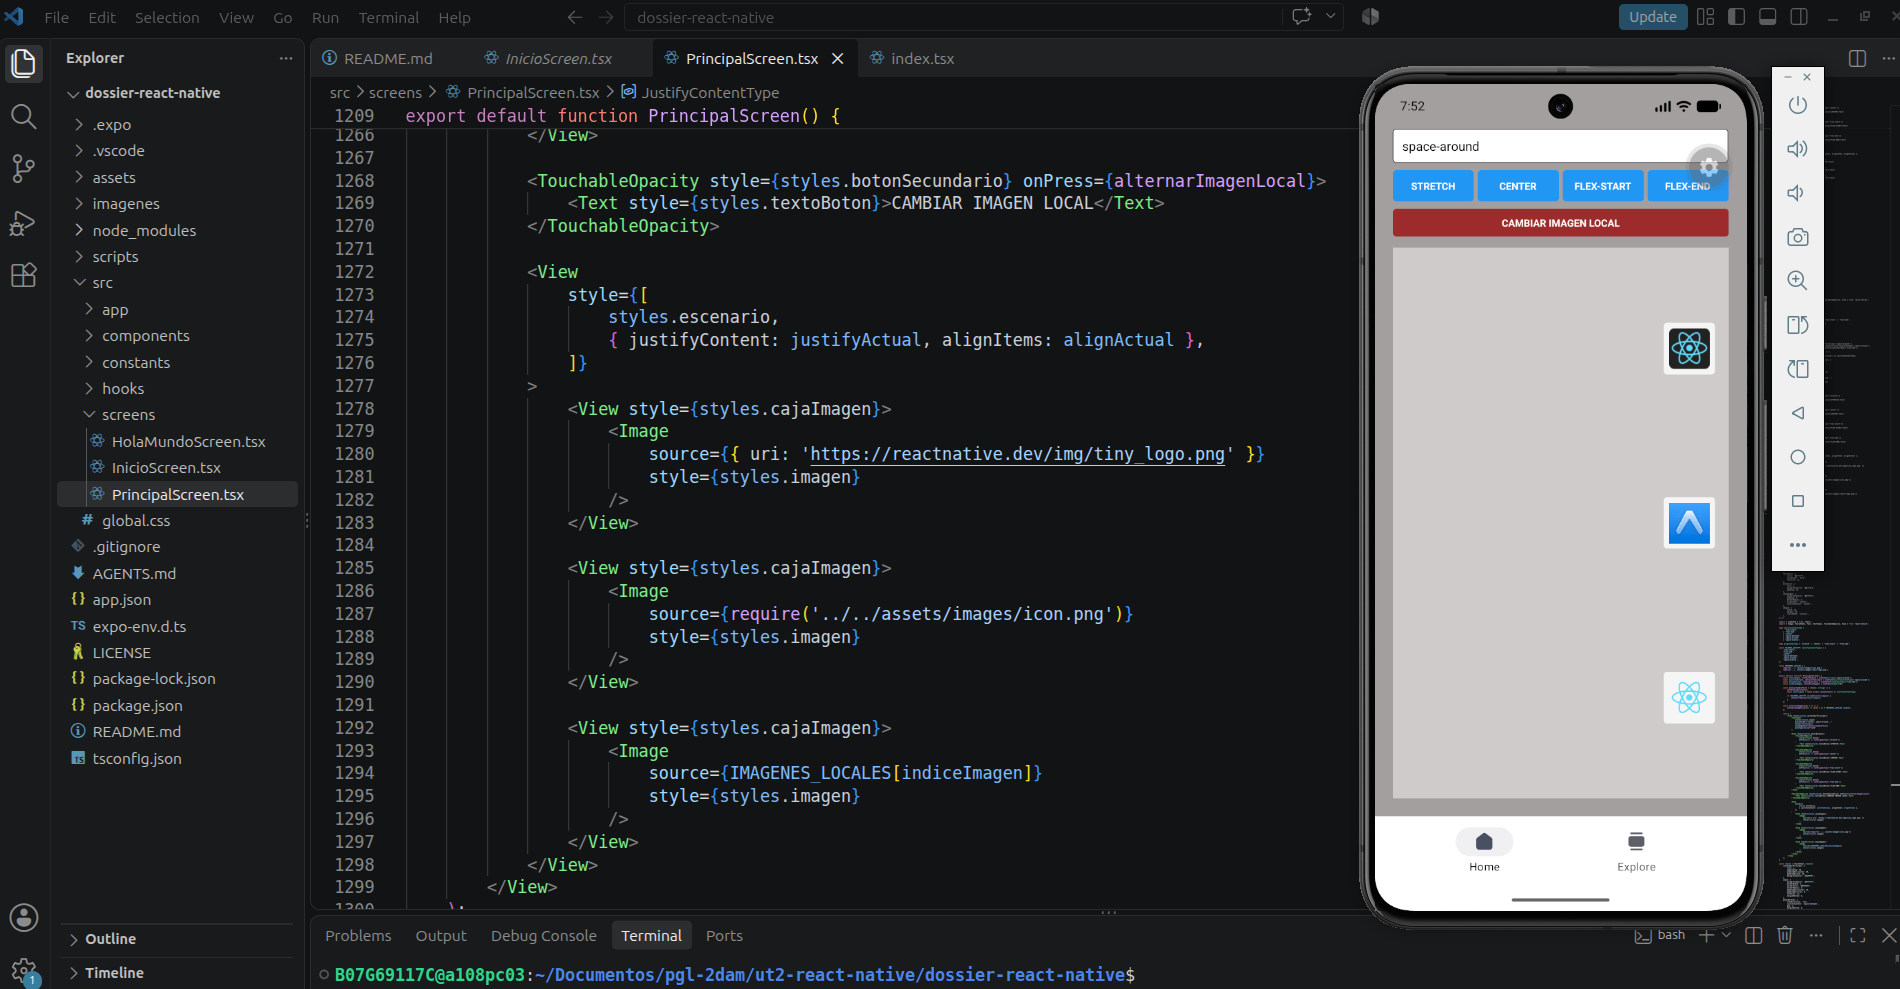 File Edit Selection View Go Run Terminal Help
dossier-react-native
Update
Explorer
dossier-react-native
.expo
.vscode
assets
imagenes
node_modules
scripts
src
app
components
constants
hooks
screens
HolaMundoScreen.tsx
InicioScreen.tsx
PrincipalScreen.tsx
# global.css
.gitignore
AGENTS.md
{} app.json
TS expo-env.d.ts
LICENSE
{} package-lock.json
{} package.json
README.md
tsconfig.json
Outline
Timeline
1
README.md InicioScreen.tsx PrincipalScreen.tsx index.tsx
src > screens > PrincipalScreen.tsx > JustifyContentType
1209 export default function PrincipalScreen() {
1266 </View>
1267
1268 <TouchableOpacity style={styles.botonSecundario} onPress={alternarImagenLocal}>
1269 <Text style={styles.textoBoton}>CAMBIAR IMAGEN LOCAL</Text>
1270 </TouchableOpacity>
1271
1272 <View
1273 style={[
1274 styles.escenario,
1275 { justifyContent: justifyActual, alignItems: alignActual },
1276 ]}
1277 >
1278 <View style={styles.cajaImagen}>
1279 <Image
1280 source={{ uri: 'https://reactnative.dev/img/tiny_logo.png' }}
1281 style={styles.imagen}
1282 />
1283 </View>
1284
1285 <View style={styles.cajaImagen}>
1286 <Image
1287 source={require('../../assets/images/icon.png')}
1288 style={styles.imagen}
1289 />
1290 </View>
1291
1292 <View style={styles.cajaImagen}>
1293 <Image
1294 source={IMAGENES_LOCALES[indiceImagen]}
1295 style={styles.imagen}
1296 />
1297 </View>
1298 </View>
1299 </View>
1300 );
Problems Output Debug Console Terminal Ports
bash
B07G69117C@a108pc03:~/Documentos/pgl-2dam/ut2-react-native/dossier-react-native$
7:52
space-around
STRETCH CENTER FLEX-START FLEX-END
CAMBIAR IMAGEN LOCAL
Home Explore